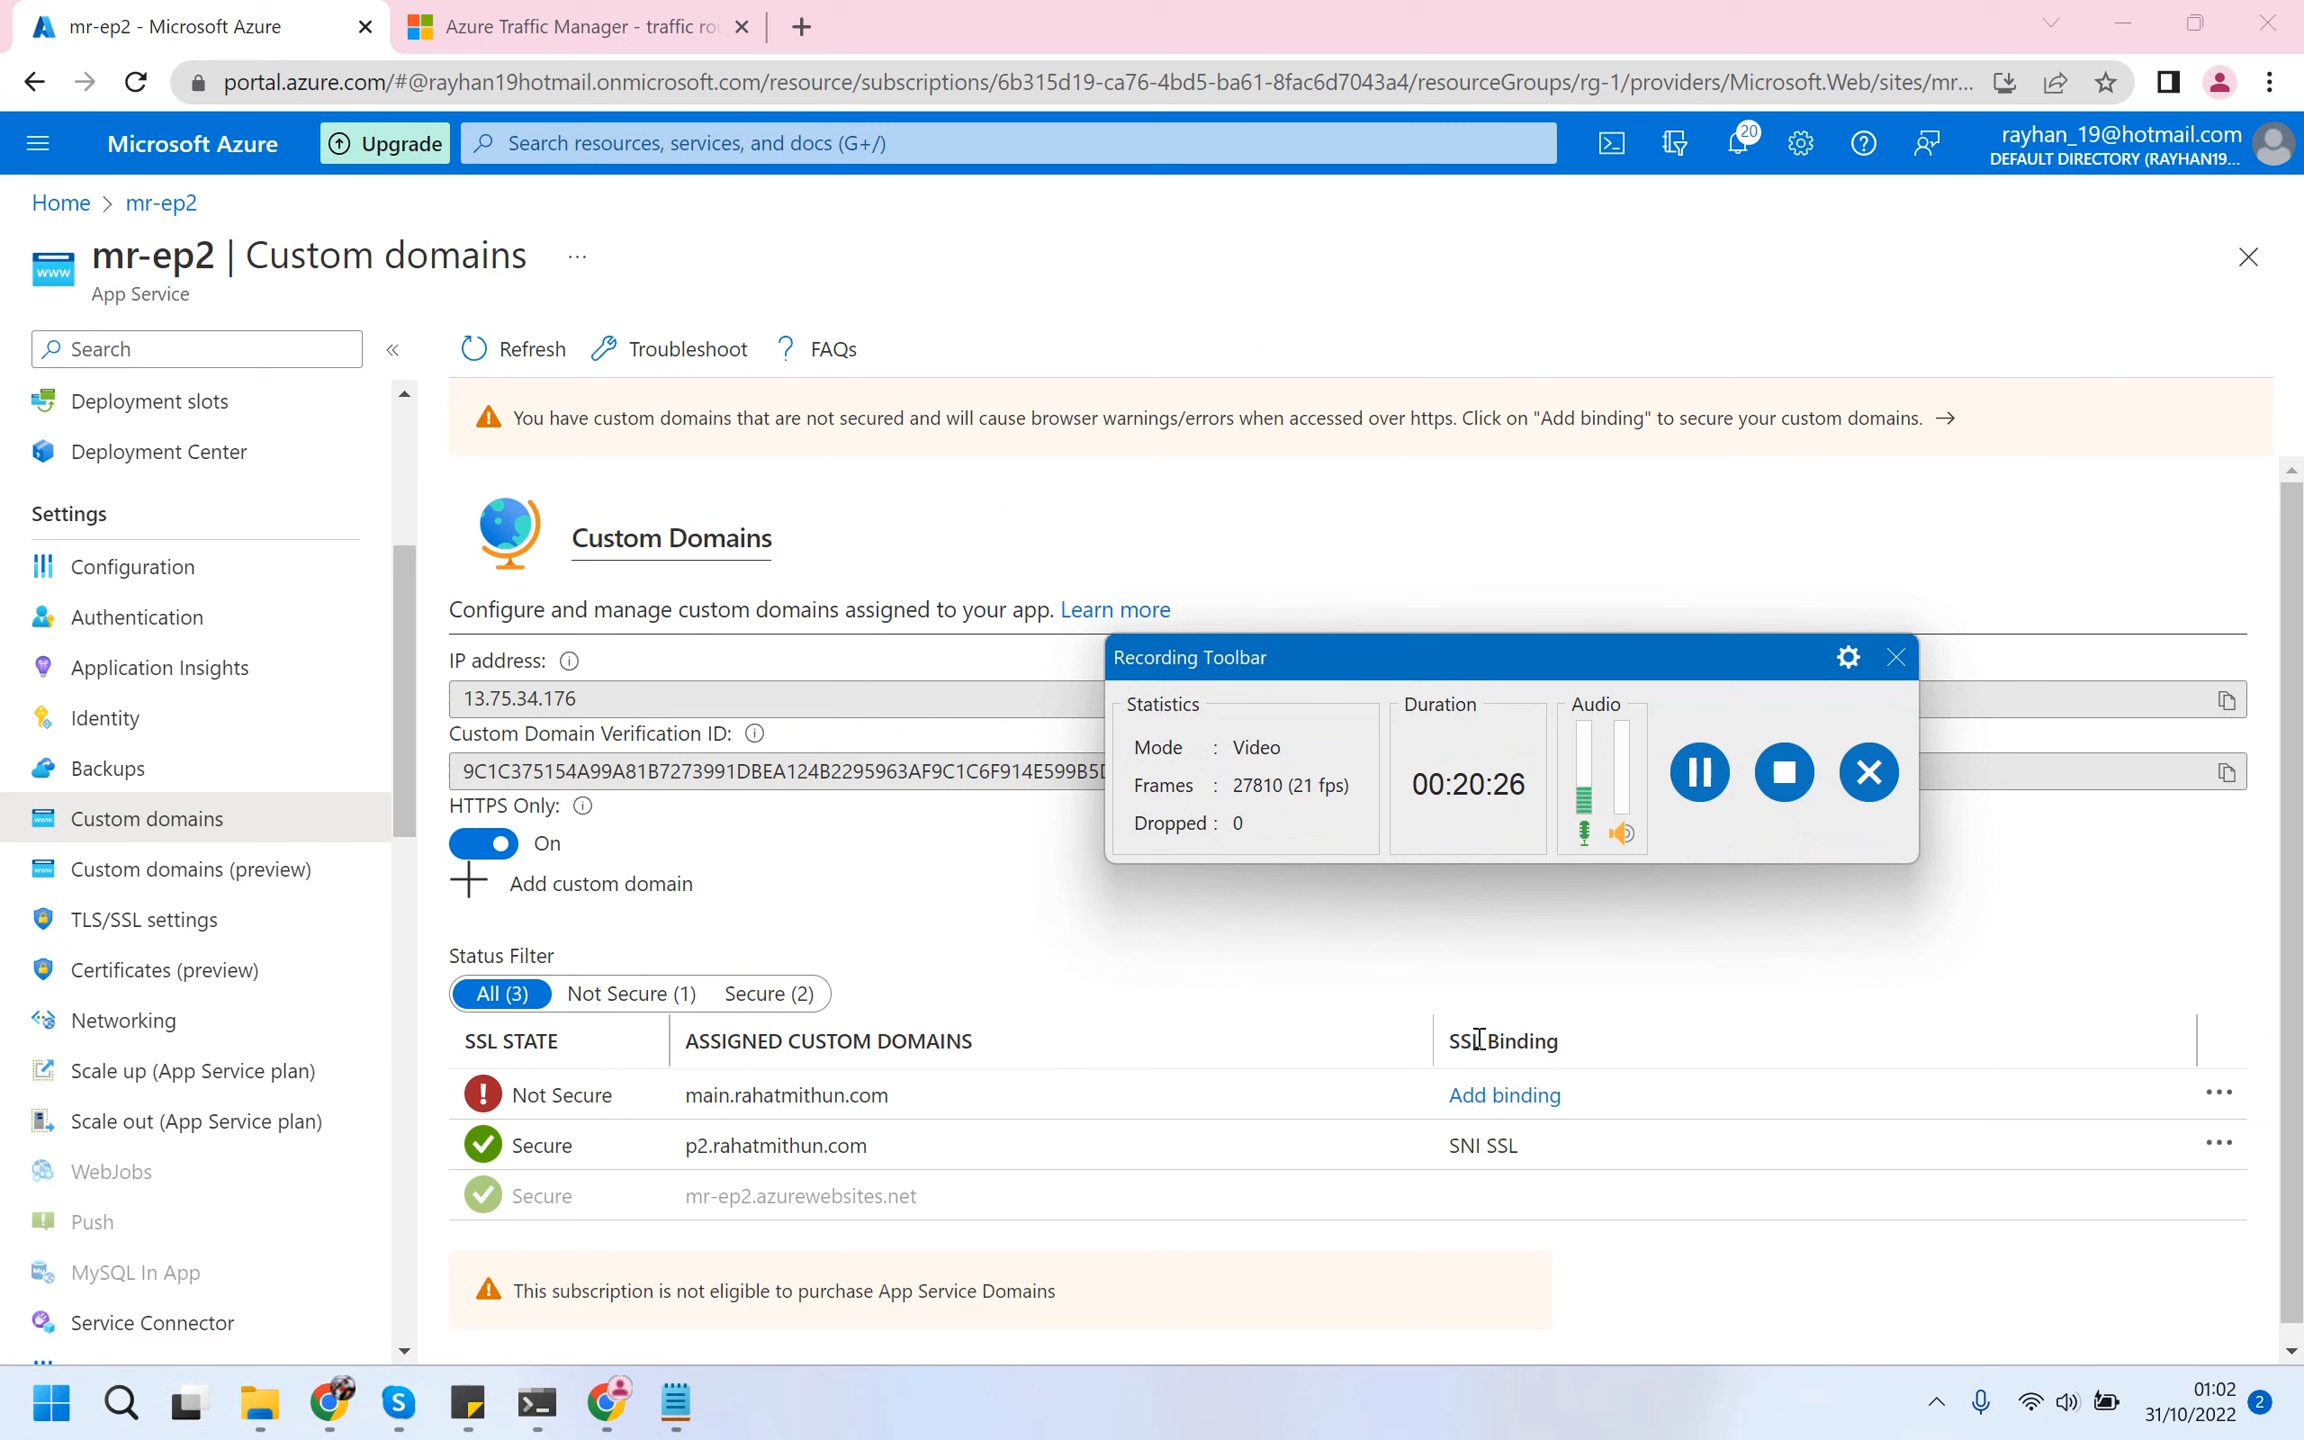 mr-ep2 - Microsoft Azure
Azure Traffic Manager - traffic ro
portal.azure.com/#@rayhan19hotmail.onmicrosoft.com/resource/subscriptions/6b315d19-ca76-4bd5-ba61-8fac6d7043a4/resourceGroups/rg-1/providers/Microsoft.Web/sites/mr...
Microsoft Azure
Upgrade
Search resources, services, and docs (G+/)
20
rayhan_19@hotmail.com
DEFAULT DIRECTORY (RAYHAN19...
Home > mr-ep2
www
mr-ep2 | Custom domains ...
App Service
Search
«
Refresh
Troubleshoot
? FAQs
Deployment slots
Deployment Center
Settings
Configuration
Authentication
Application Insights
Identity
Backups
Custom domains
Custom domains (preview)
TLS/SSL settings
Certificates (preview)
Networking
Scale up (App Service plan)
Scale out (App Service plan)
WebJobs
Push
MySQL In App
Service Connector
You have custom domains that are not secured and will cause browser warnings/errors when accessed over https. Click on "Add binding" to secure your custom domains. →
Custom Domains
Configure and manage custom domains assigned to your app. Learn more
IP address:
13.75.34.176
Custom Domain Verification ID:
9C1C375154A99A81B7273991DBEA124B2295963AF9C1C6F914E599B5
HTTPS Only:
On
Add custom domain
Recording Toolbar
Statistics
Mode : Video
Frames : 27810 (21 fps)
Dropped : 0
Duration
00:20:26
Audio
Status Filter
All (3) Not Secure (1) Secure (2)
SSL STATE ASSIGNED CUSTOM DOMAINS SSL Binding
Not Secure main.rahatmithun.com Add binding
Secure p2.rahatmithun.com SNI SSL
Secure mr-ep2.azurewebsites.net
This subscription is not eligible to purchase App Service Domains
01:02
31/10/2022
2